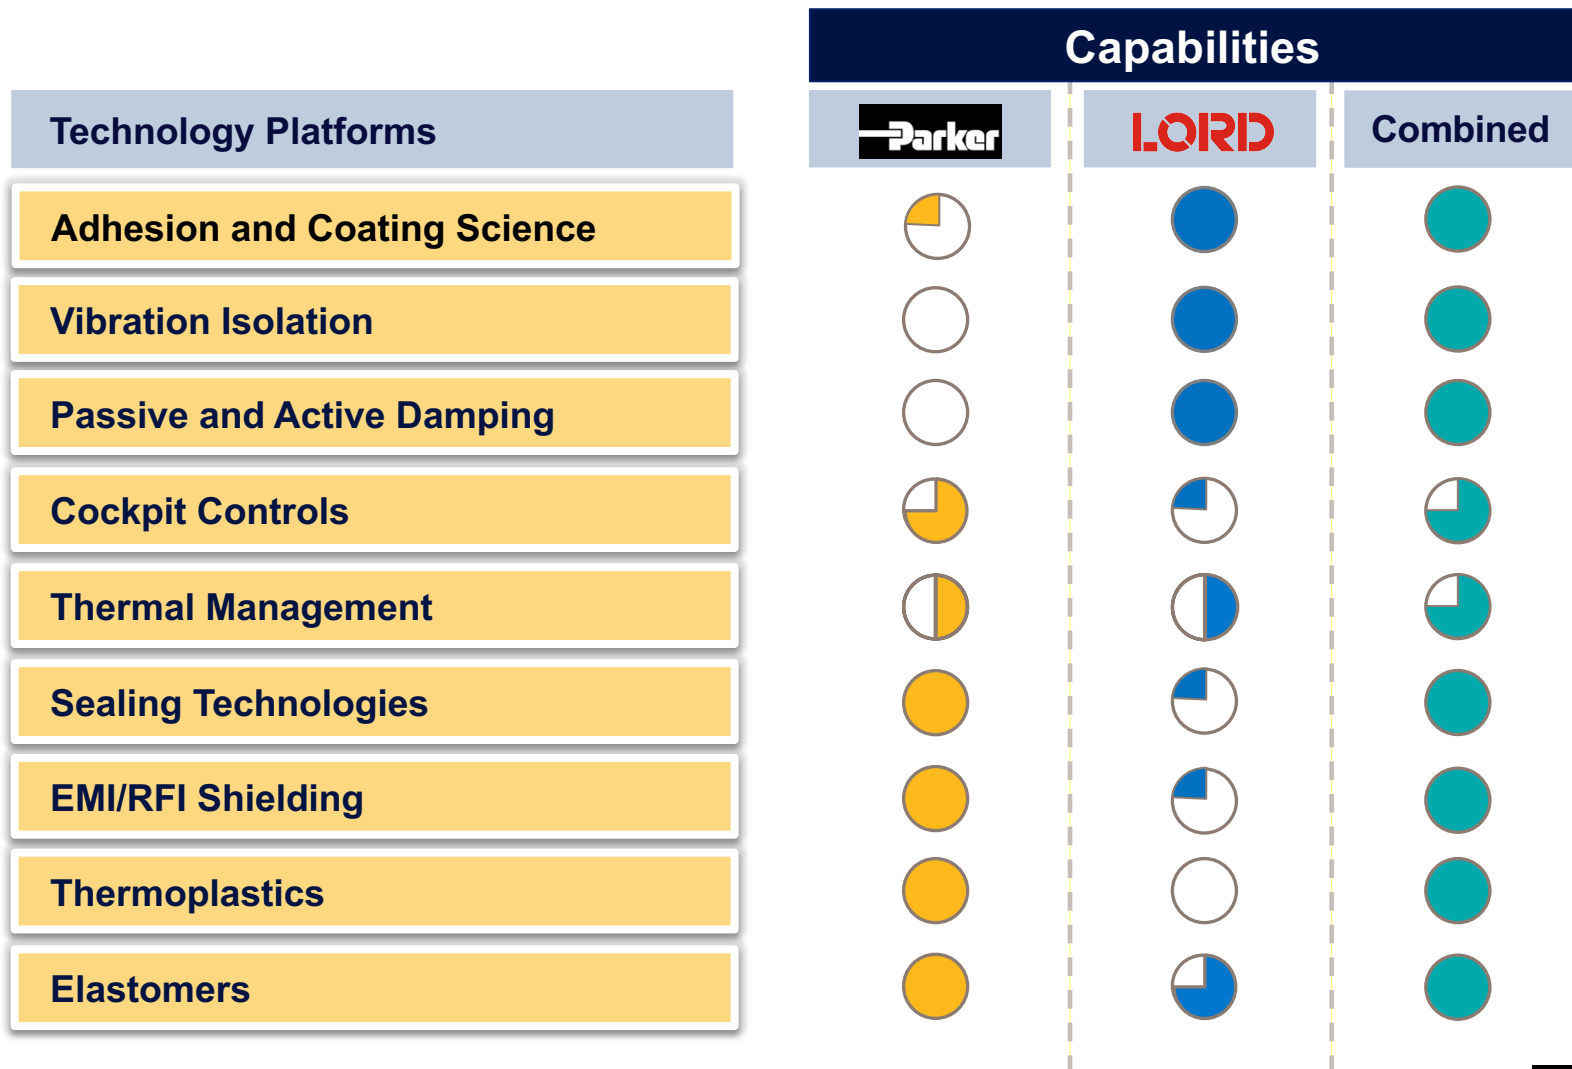 Capabilities
Technology Platforms
Parker
LORD
Combined
Adhesion and Coating Science
Vibration Isolation
Passive and Active Damping
Cockpit Controls
Thermal Management
Sealing Technologies
EMI/RFI Shielding
Thermoplastics
Elastomers